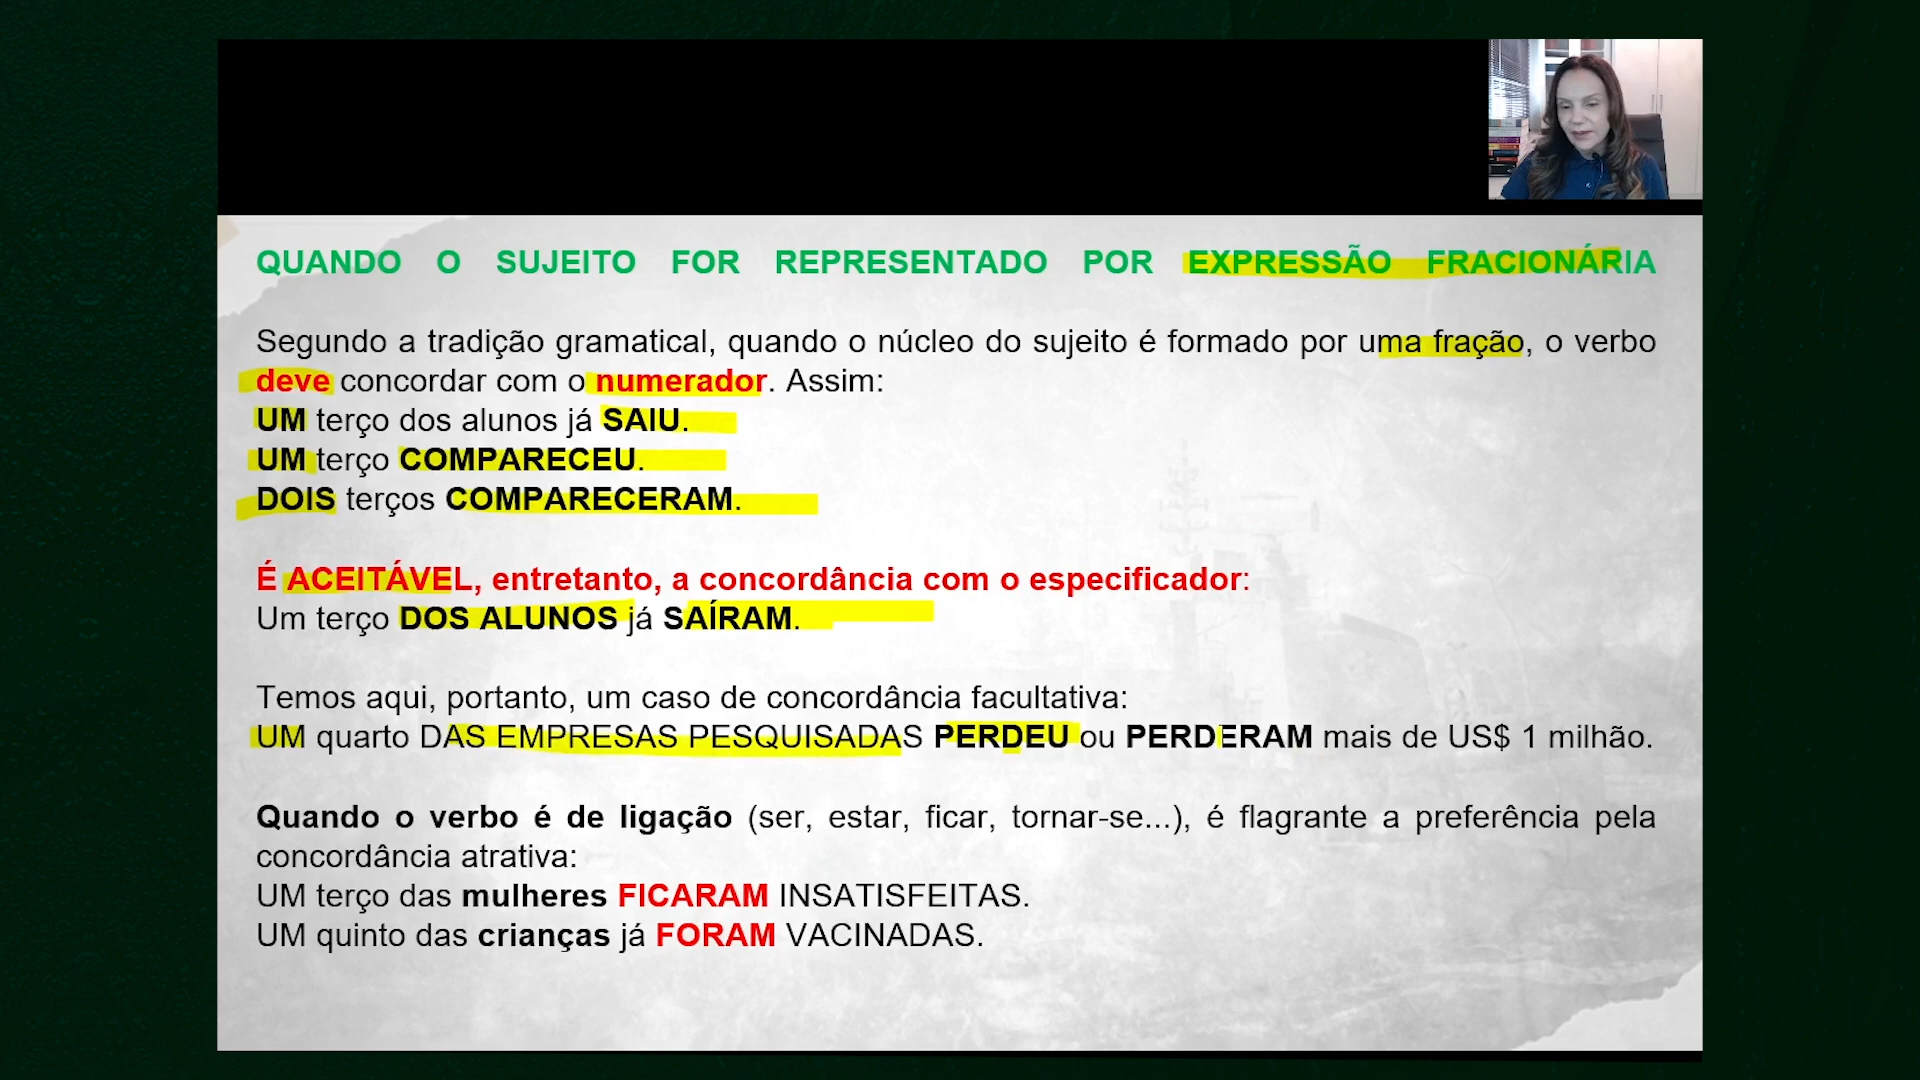 QUANDO O SUJEITO FOR REPRESENTADO POR EXPRESSÃO FRACIONÁRIA
Segundo a tradição gramatical, quando o núcleo do sujeito é formado por uma fração, o verbo
deve concordar com o numerador. Assim:
UM terço dos alunos já SAIU.
UM terço COMPARECEU.
DOIS terços COMPARECERAM.
É ACEITÁVEL, entretanto, a concordância com o especificador:
Um terço DOS ALUNOS já SAÍRAM.
Temos aqui, portanto, um caso de concordância facultativa:
UM quarto DAS EMPRESAS PESQUISADAS PERDEU ou PERDERAM mais de US$ 1 milhão.
Quando o verbo é de ligação (ser, estar, ficar, tornar-se...), é flagrante a preferência pela
concordância atrativa:
UM terço das mulheres FICARAM INSATISFEITAS.
UM quinto das crianças já FORAM VACINADAS.